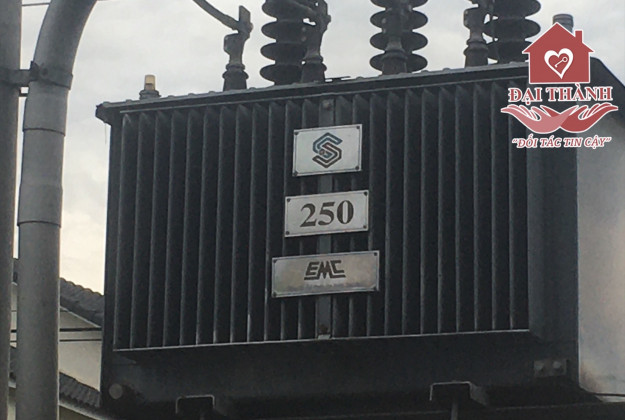 ĐẠI THÀNH
"ĐỐI TÁC TIN CẬY"
250
EMC